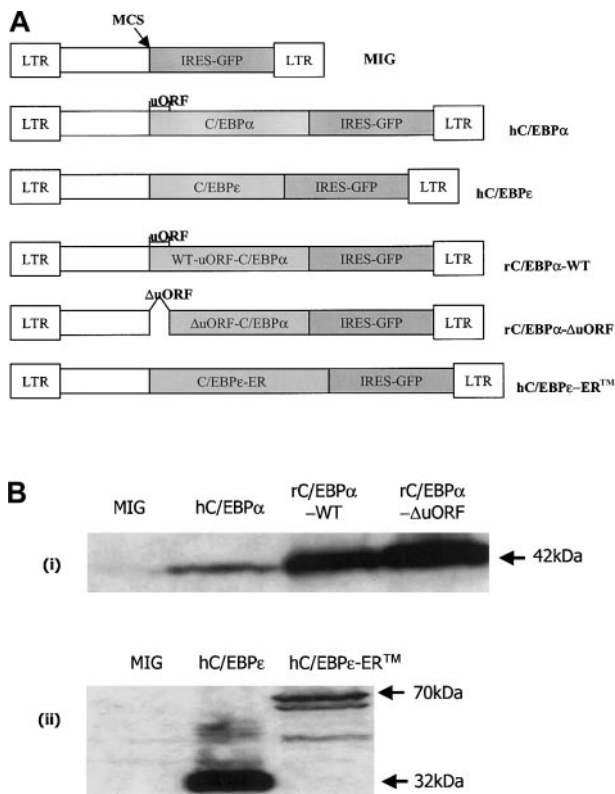 A
MCS
LTR IRES-GFP LTR MIG
uORF
LTR C/EBPα IRES-GFP LTR hC/EBPα
LTR C/EBPε IRES-GFP LTR hC/EBPε
uORF
LTR WT-uORF-C/EBPα IRES-GFP LTR rC/EBPα-WT
ΔuORF
LTR ΔuORF-C/EBPα IRES-GFP LTR rC/EBPα-ΔuORF
LTR C/EBPε-ER IRES-GFP LTR hC/EBPε–ER™
B
MIG hC/EBPα rC/EBPα –WT rC/EBPα –ΔuORF
(i) 42kDa
MIG hC/EBPε hC/EBPε-ER™
(ii) 70kDa
32kDa